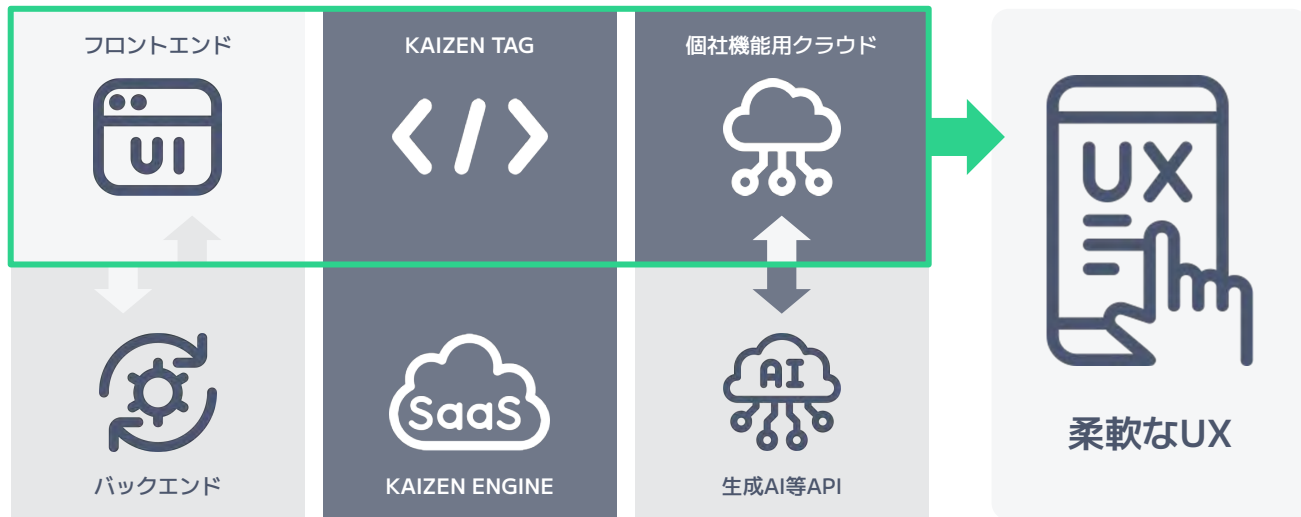 フロントエンド
KAIZEN TAG
個社機能用クラウド
UI
</>
UX
バックエンド
SaaS
KAIZEN ENGINE
AI
生成AI等API
柔軟なUX